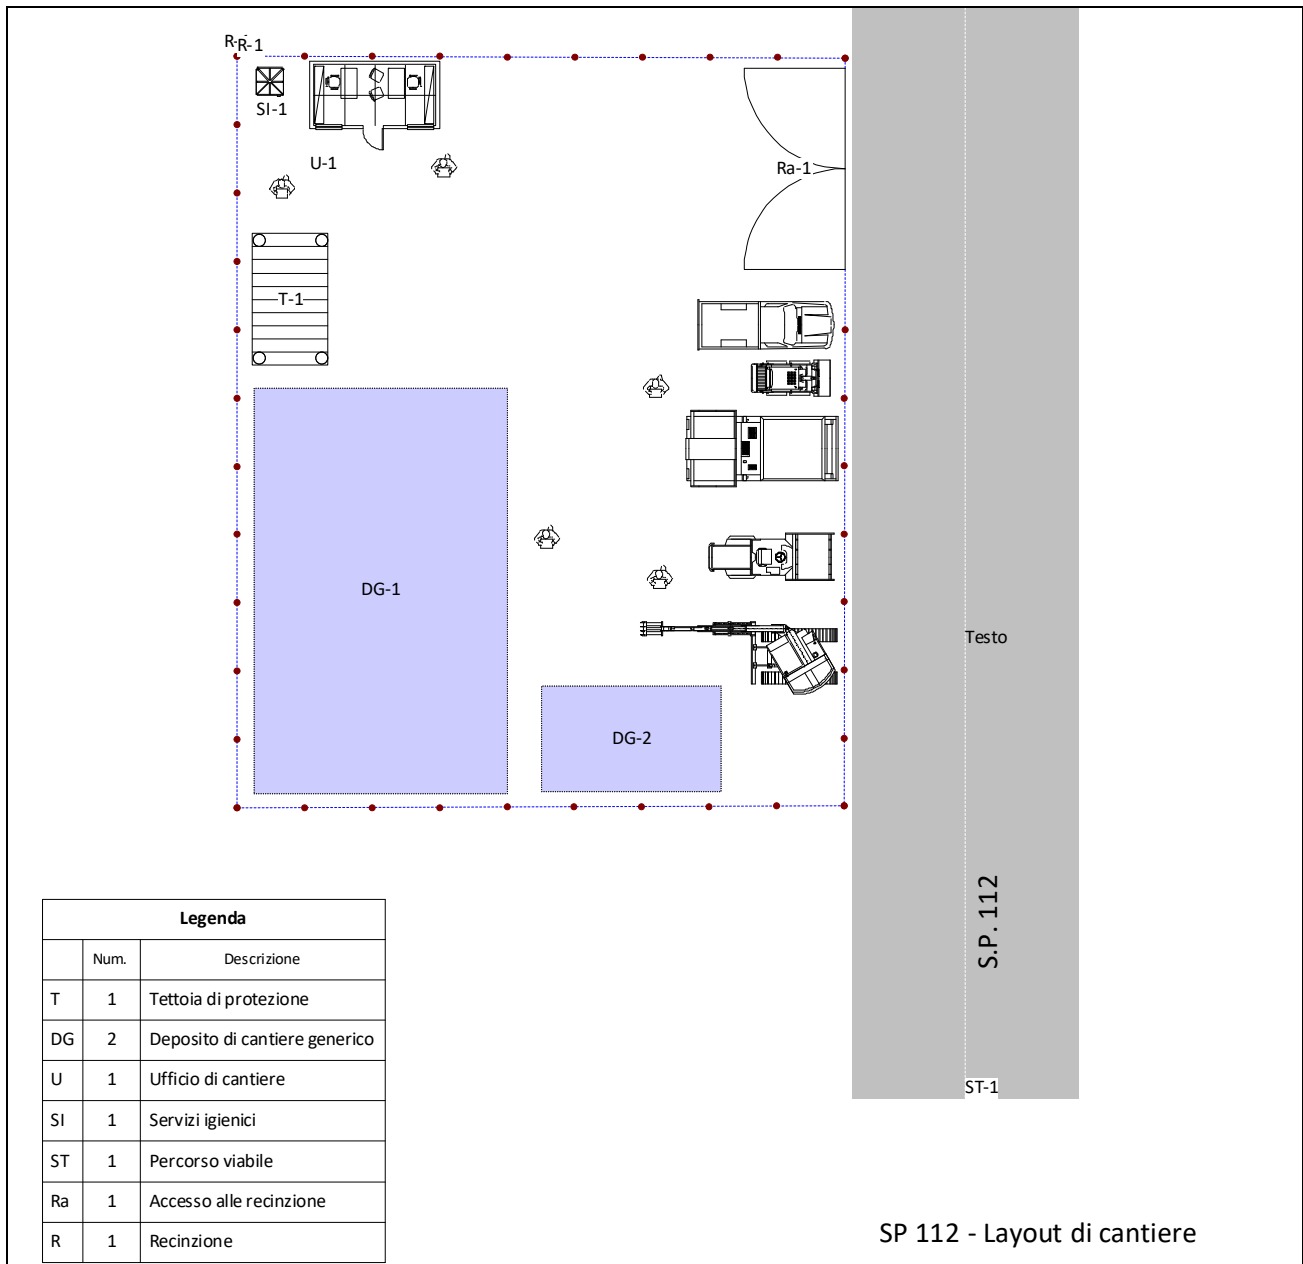 R-1
R-1
SI-1
U-1
Ra-1
T-1
DG-1
Testo
DG-2
S.P. 112
ST-1
Legenda
Num. Descrizione
T 1 Tettoia di protezione
DG 2 Deposito di cantiere generico
U 1 Ufficio di cantiere
SI 1 Servizi igienici
ST 1 Percorso viabile
Ra 1 Accesso alle recinzione
R 1 Recinzione
SP 112 - Layout di cantiere